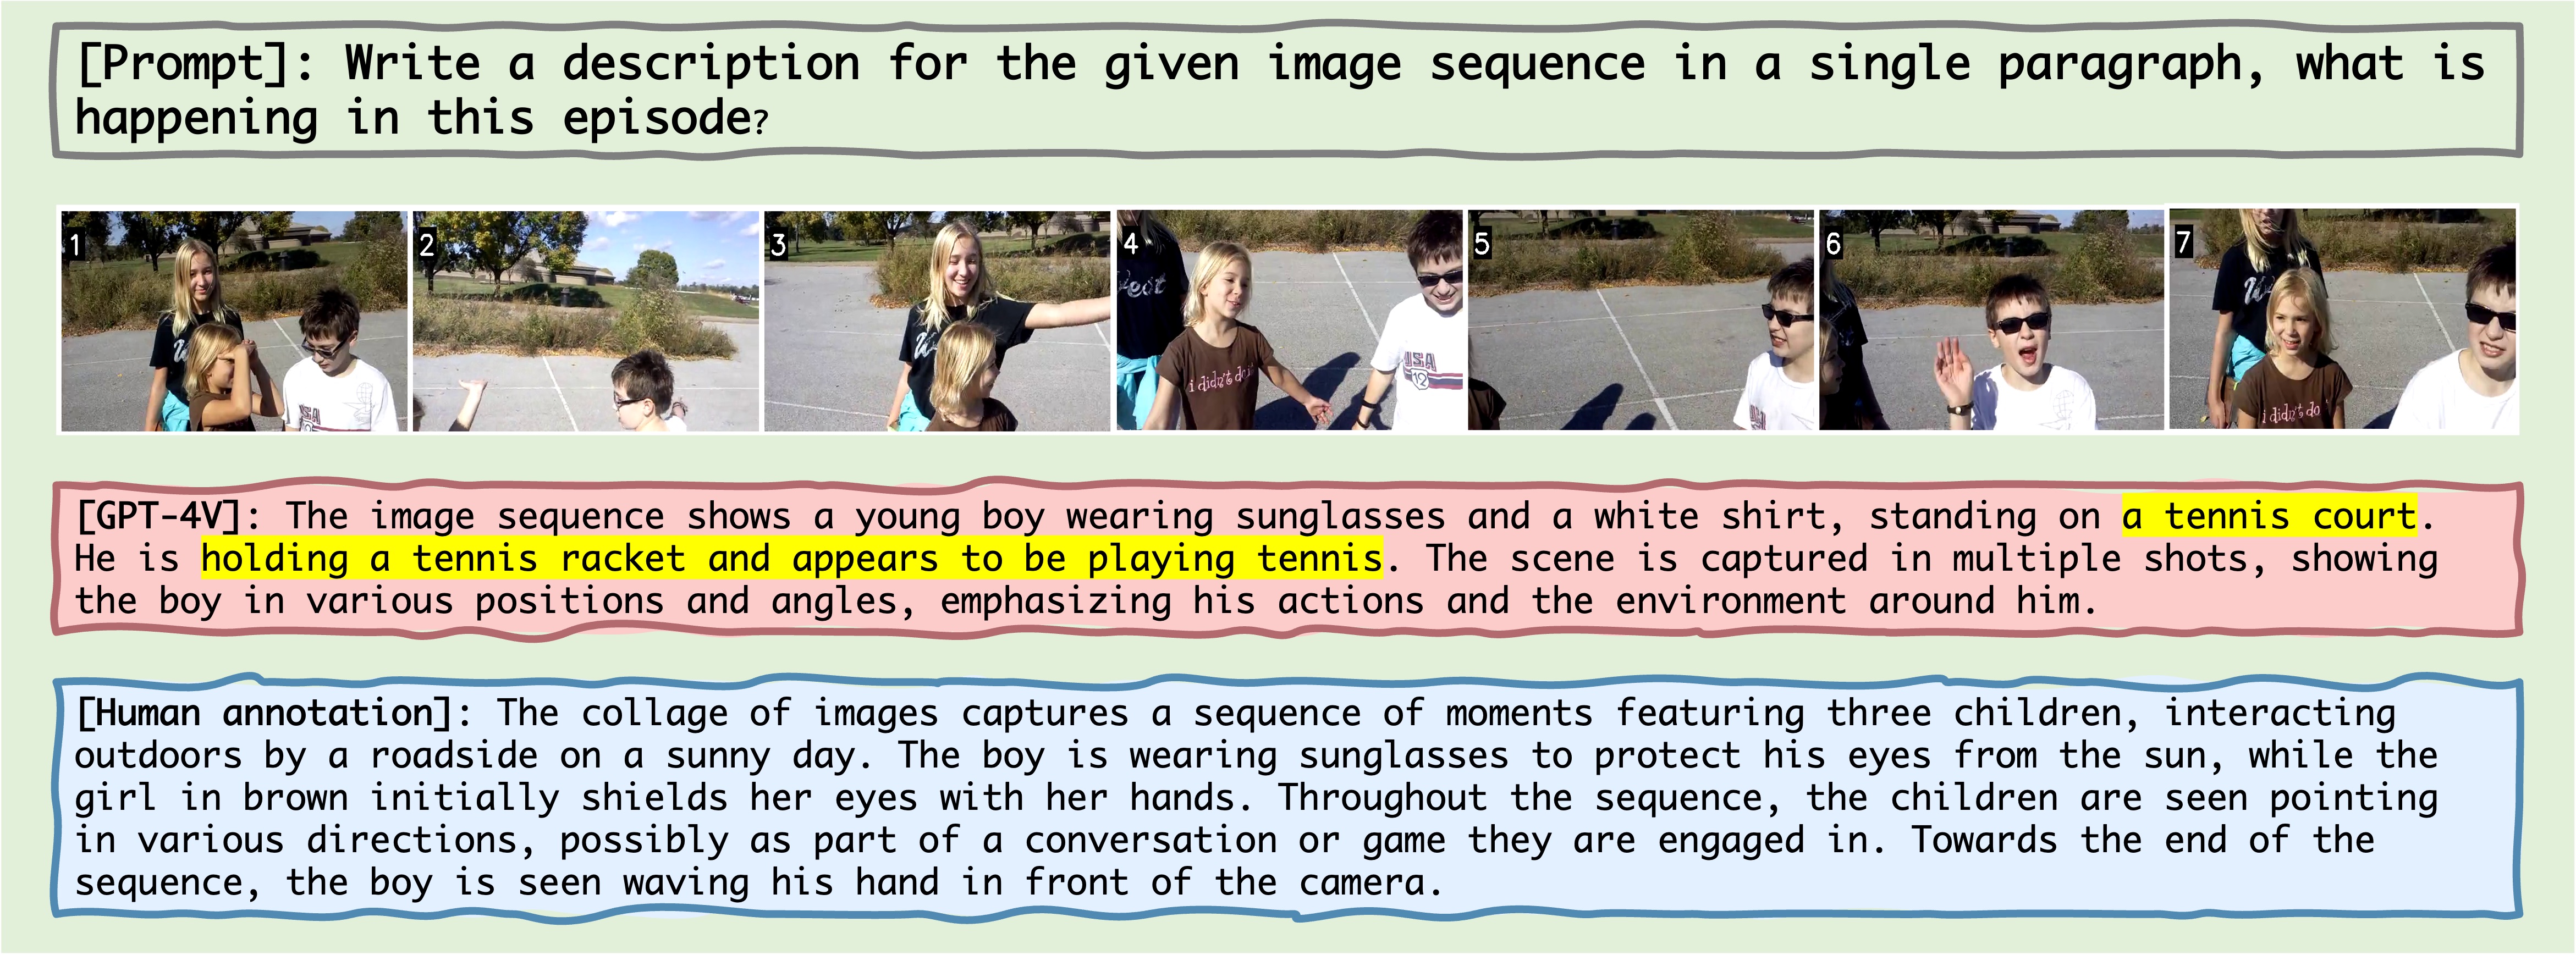 [Prompt]: Write a description for the given image sequence in a single paragraph, what is
happening in this episode?
1 2 3 4 5 6 7
West
i didn't do
USA
12
i didn't do
[GPT-4V]: The image sequence shows a young boy wearing sunglasses and a white shirt, standing on a tennis court.
He is holding a tennis racket and appears to be playing tennis. The scene is captured in multiple shots, showing
the boy in various positions and angles, emphasizing his actions and the environment around him.
[Human annotation]: The collage of images captures a sequence of moments featuring three children, interacting
outdoors by a roadside on a sunny day. The boy is wearing sunglasses to protect his eyes from the sun, while the
girl in brown initially shields her eyes with her hands. Throughout the sequence, the children are seen pointing
in various directions, possibly as part of a conversation or game they are engaged in. Towards the end of the
sequence, the boy is seen waving his hand in front of the camera.